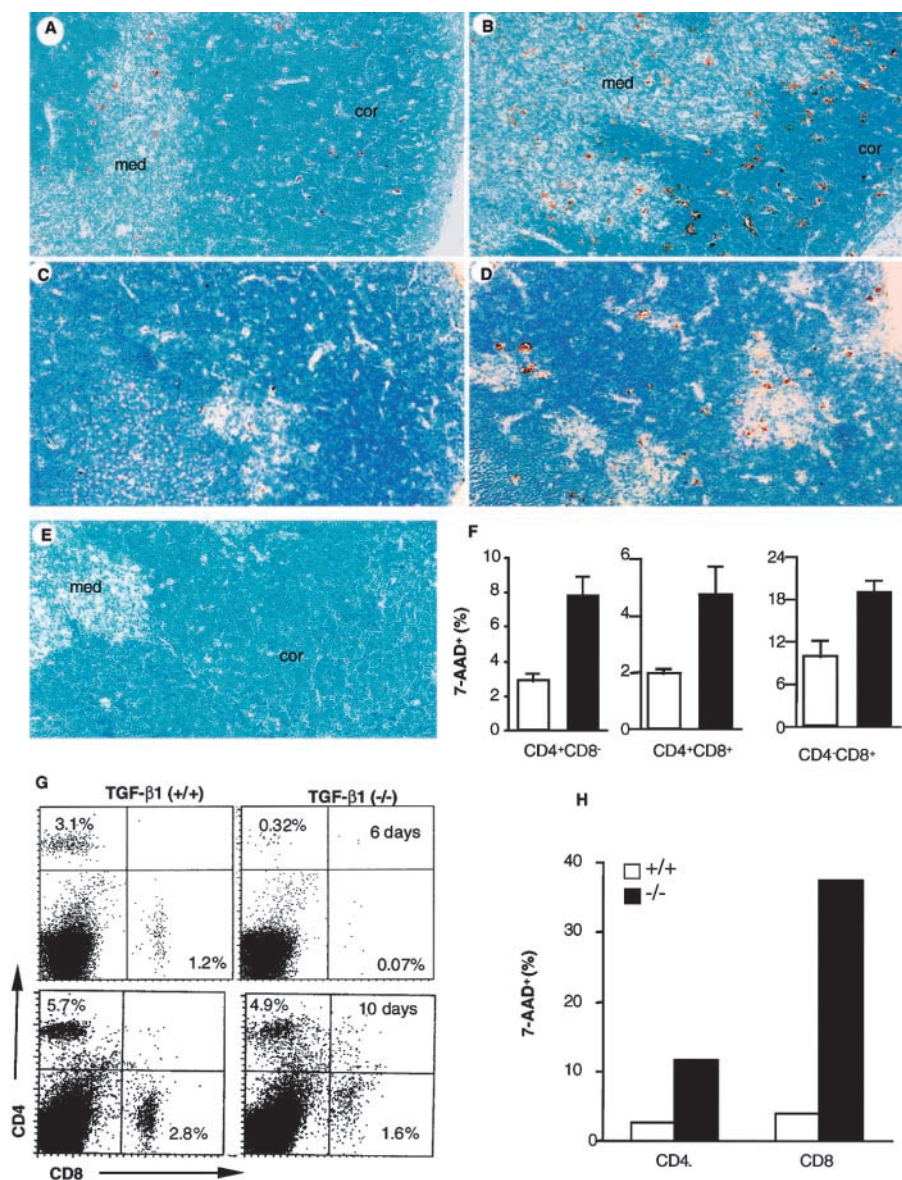 A
B
med
cor
med
cor
C
D
E
med
cor
F
7-AAD⁺ (%)
10
8
6
4
2
0
CD4⁺CD8⁻
6
4
2
0
CD4⁺CD8⁺
24
18
12
6
0
CD4⁻CD8⁺
G
TGF-β1 (+/+)
TGF-β1 (-/-)
3.1%
1.2%
0.32%
6 days
0.07%
5.7%
2.8%
4.9%
10 days
1.6%
CD4
CD8
H
+/+
-/-
7-AAD⁺ (%)
40
30
20
10
0
CD4.
CD8